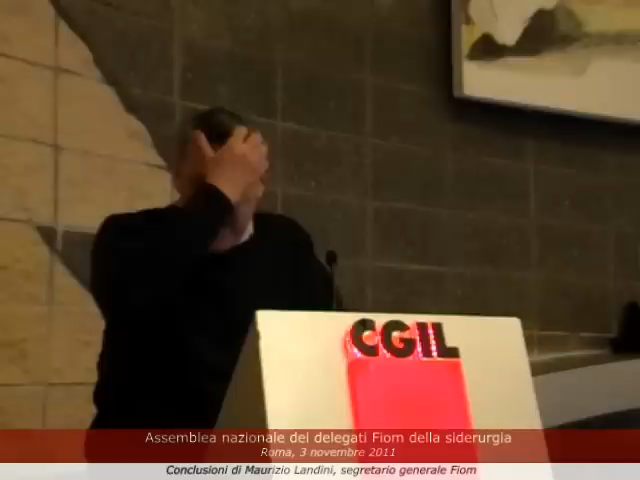 CGIL
Assemblea nazionale dei delegati Fiom della siderurgia
Roma, 3 novembre 2011
Conclusioni di Maurizio Landini, segretario generale Fiom